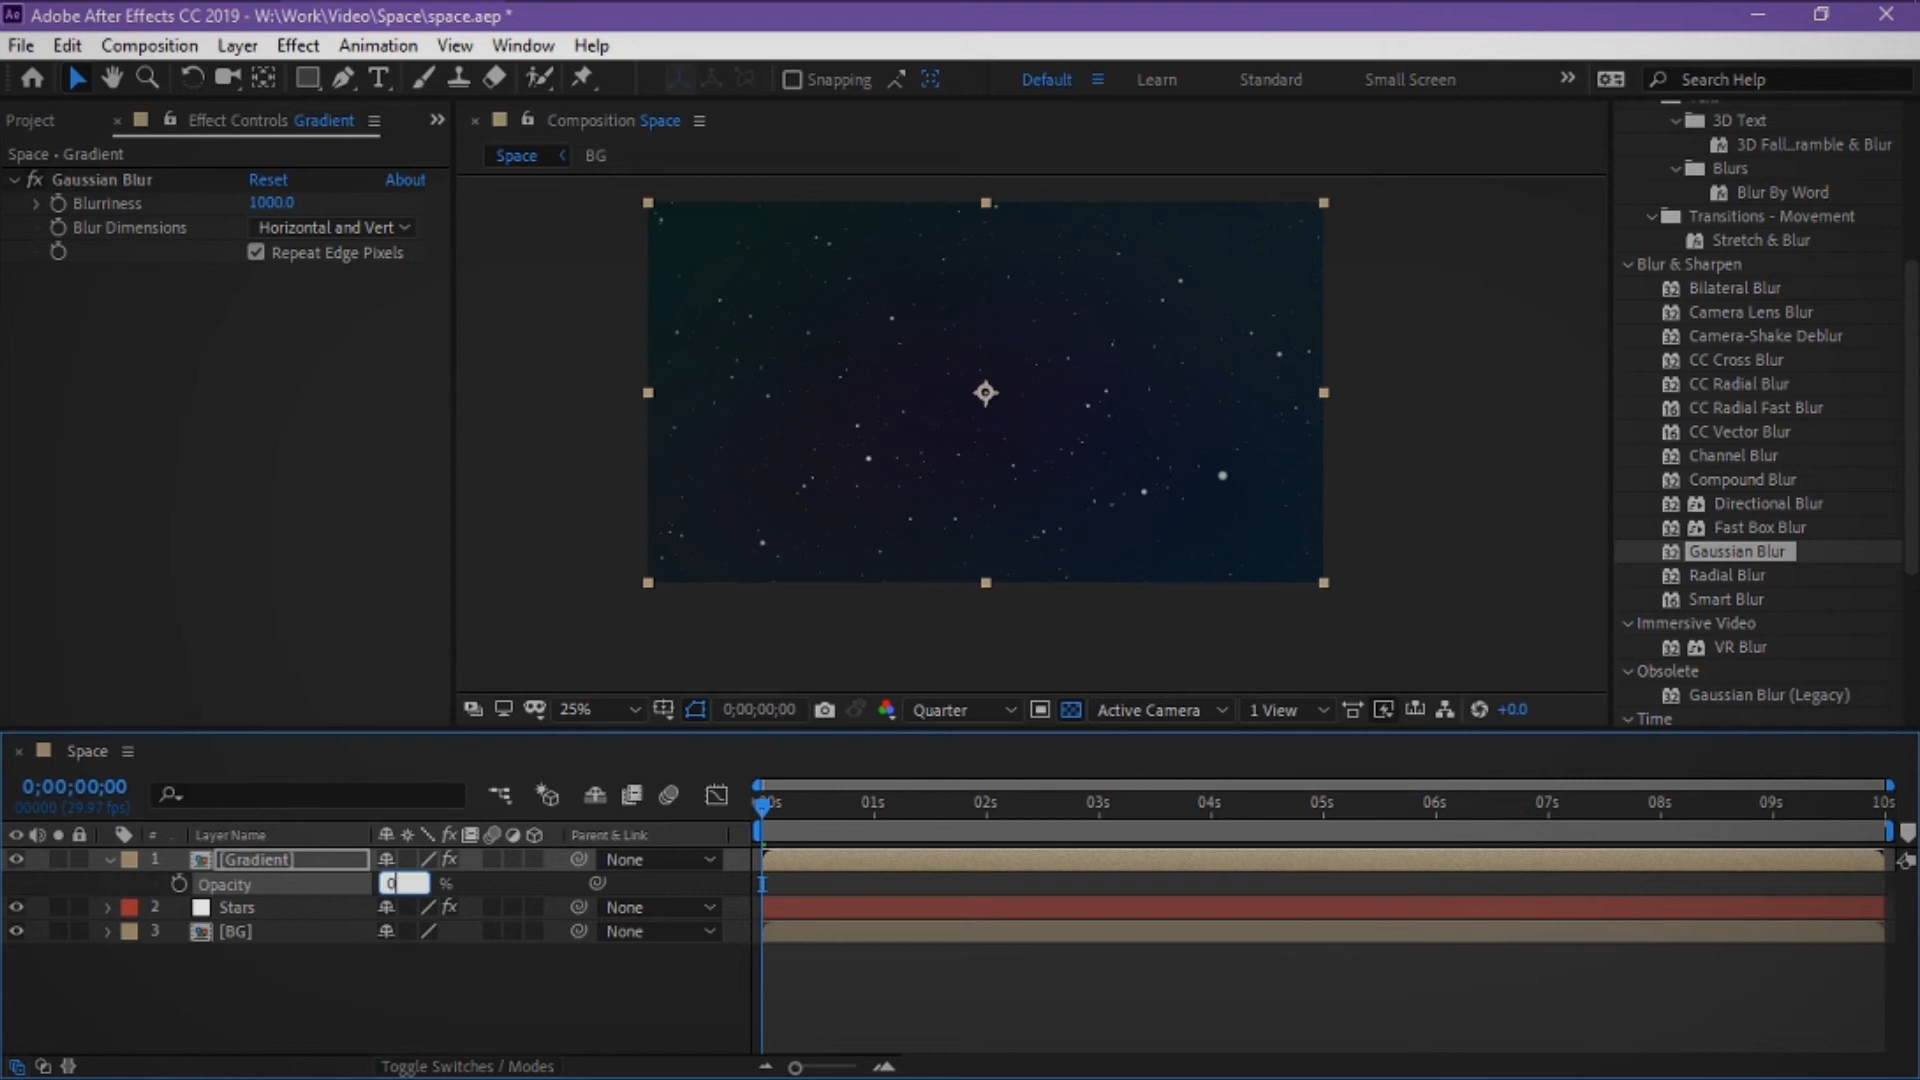 Adobe After Effects CC 2019 - W:\Work\Video\Space\space.aep *
File Edit Composition Layer Effect Animation View Window Help
Snapping Default Learn Standard Small Screen Search Help
Project Effect Controls Gradient
Space • Gradient
Gaussian Blur Reset About
Blurriness 1000.0
Blur Dimensions Horizontal and Vert
Repeat Edge Pixels
Composition Space
Space BG
3D Text
3D Fall...ramble & Blur
Blurs
Blur By Word
Transitions - Movement
Stretch & Blur
Blur & Sharpen
Bilateral Blur
Camera Lens Blur
Camera-Shake Deblur
CC Cross Blur
CC Radial Blur
CC Radial Fast Blur
CC Vector Blur
Channel Blur
Compound Blur
Directional Blur
Fast Box Blur
Gaussian Blur
Radial Blur
Smart Blur
Immersive Video
VR Blur
Obsolete
Gaussian Blur (Legacy)
Time
25% 0;00;00;00 Quarter Active Camera 1 View +0.0
Space
0;00;00;00
00000 (29.97 fps)
0s 01s 02s 03s 04s 05s 06s 07s 08s 09s 10s
# Layer Name Parent & Link
1 [Gradient] None
Opacity 0 %
2 Stars None
3 [BG] None
Toggle Switches / Modes